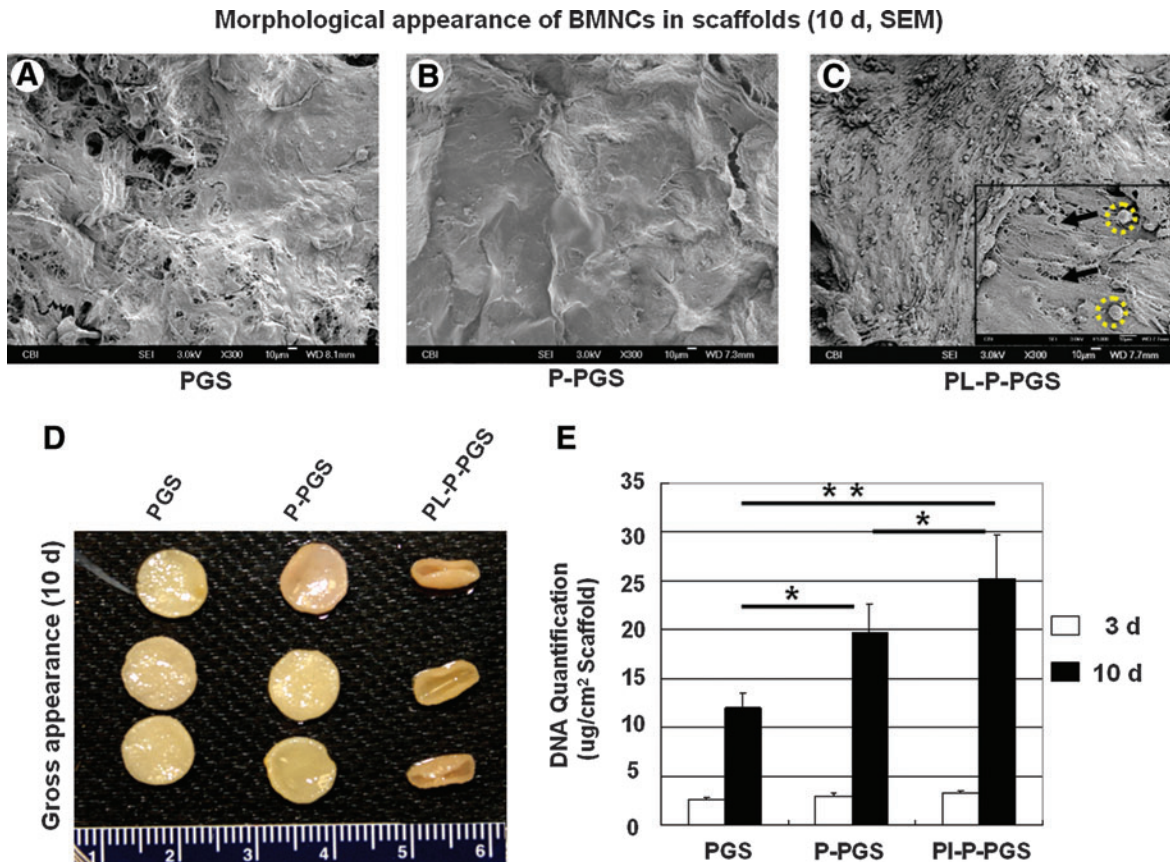 Morphological appearance of BMNCs in scaffolds (10 d, SEM)
A
B
C
CBI SEI 3.0kV X300 10μm WD 8.1mm
CBI SEI 3.0kV X300 10μm WD 7.3mm
CBI SEI 3.0kV X300 10μm WD 7.7mm
PGS
P-PGS
PL-P-PGS
D
PGS
P-PGS
PL-P-PGS
Gross appearance (10 d)
1 2 3 4 5 6
E
DNA Quantification
(ug/cm² Scaffold)
35
30
25
20
15
10
5
0
* *
*
*
3 d
10 d
PGS
P-PGS
PI-P-PGS